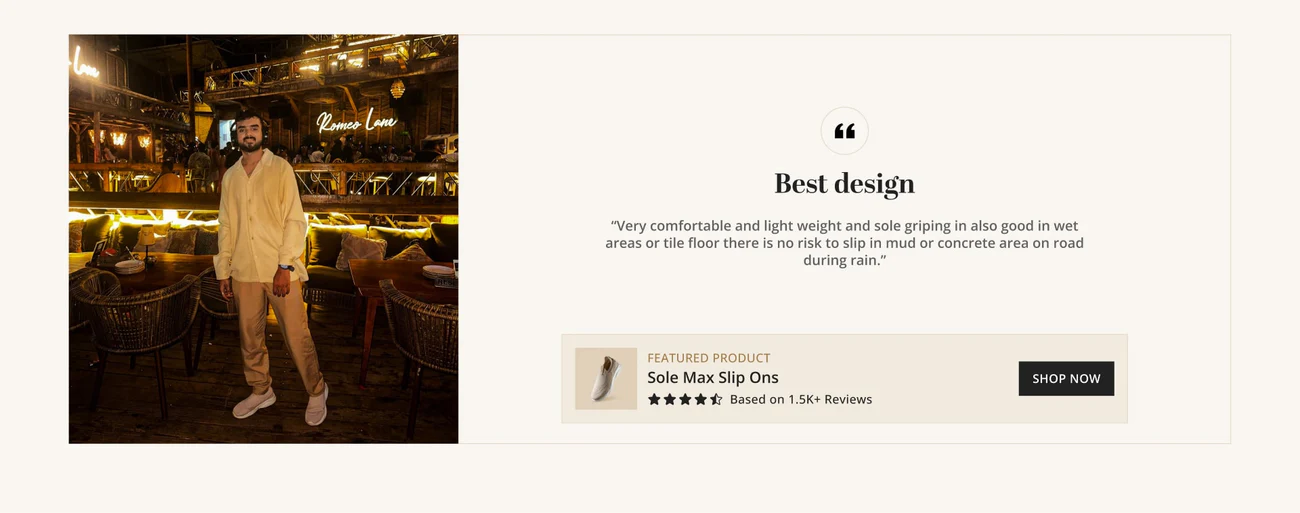 Lane
Romeo Lane
Best design
“Very comfortable and light weight and sole griping in also good in wet
areas or tile floor there is no risk to slip in mud or concrete area on road
during rain.”
FEATURED PRODUCT
Sole Max Slip Ons
Based on 1.5K+ Reviews
SHOP NOW